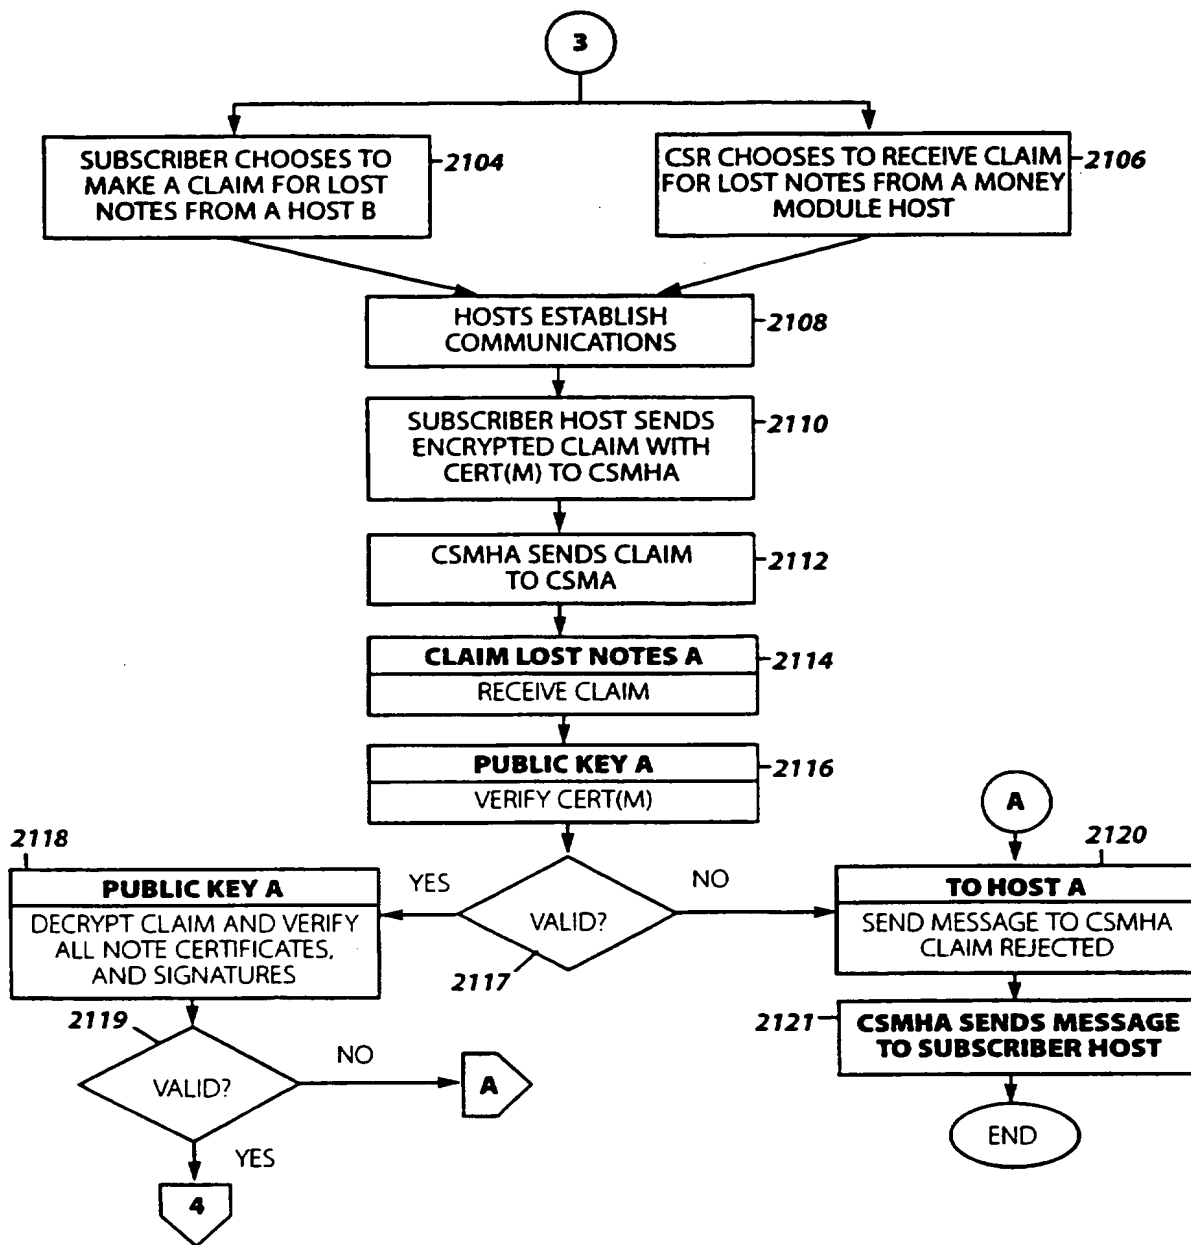 3
SUBSCRIBER CHOOSES TO
MAKE A CLAIM FOR LOST
NOTES FROM A HOST B
2104
CSR CHOOSES TO RECEIVE CLAIM
FOR LOST NOTES FROM A MONEY
MODULE HOST
2106
HOSTS ESTABLISH
COMMUNICATIONS
2108
SUBSCRIBER HOST SENDS
ENCRYPTED CLAIM WITH
CERT(M) TO CSMHA
2110
CSMHA SENDS CLAIM
TO CSMA
2112
CLAIM LOST NOTES A
RECEIVE CLAIM
2114
PUBLIC KEY A
VERIFY CERT(M)
2116
VALID?
2117
YES
NO
2118
PUBLIC KEY A
DECRYPT CLAIM AND VERIFY
ALL NOTE CERTIFICATES,
AND SIGNATURES
A
2120
TO HOST A
SEND MESSAGE TO CSMHA
CLAIM REJECTED
2121
CSMHA SENDS MESSAGE
TO SUBSCRIBER HOST
END
2119
VALID?
NO
A
YES
4